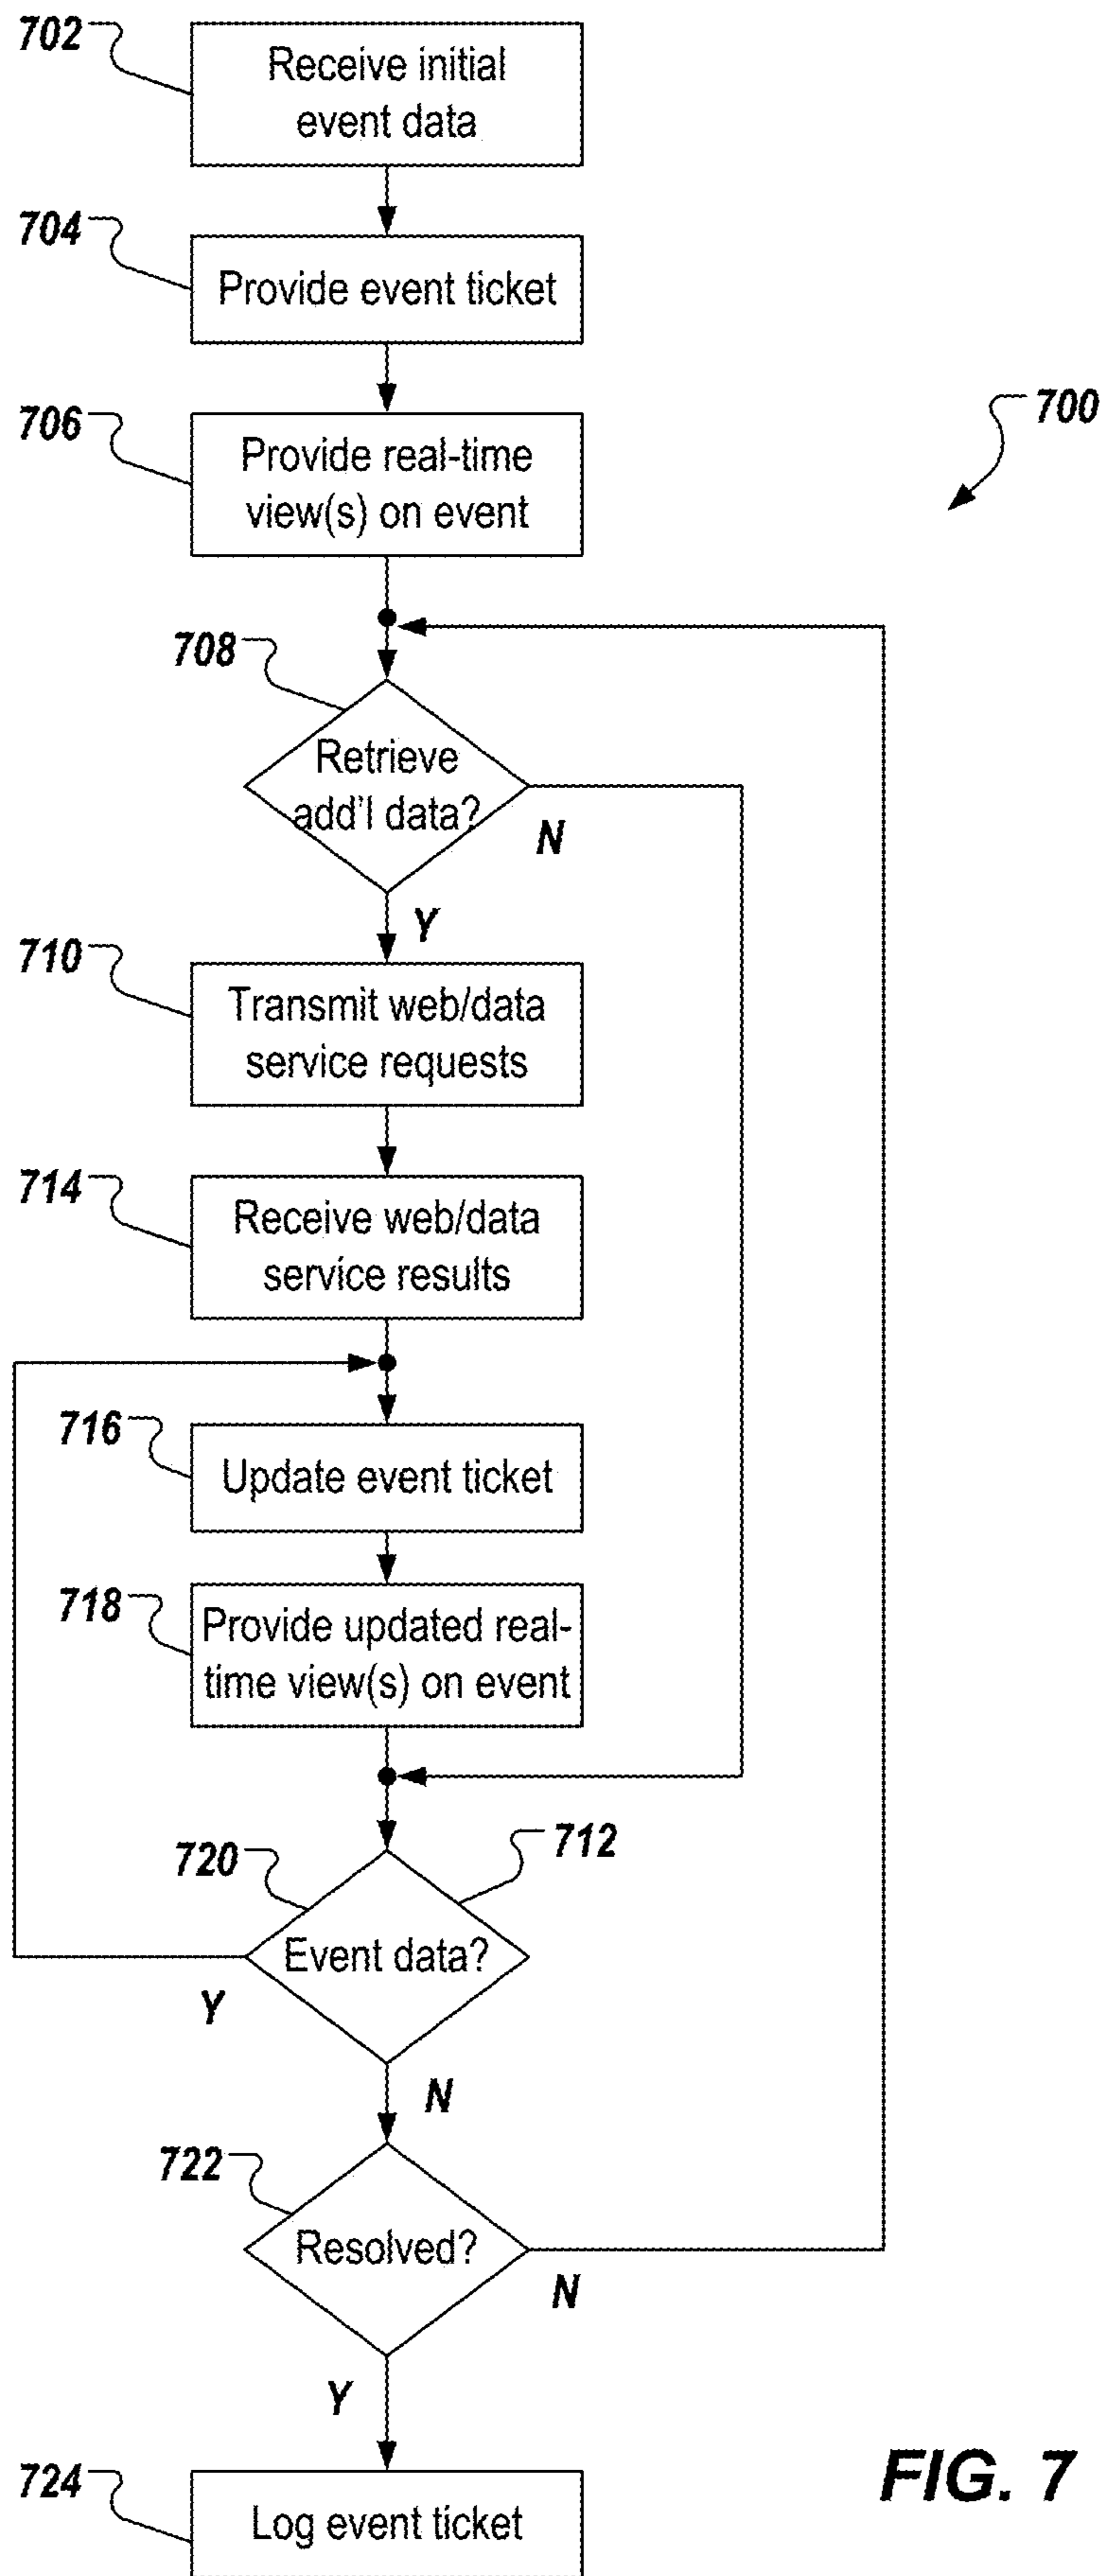 702
Receive initial
event data
704
Provide event ticket
706
Provide real-time
view(s) on event
700
708
Retrieve
add'l data?
N
Y
710
Transmit web/data
service requests
714
Receive web/data
service results
716
Update event ticket
718
Provide updated real-
time view(s) on event
720
712
Event data?
Y
N
722
Resolved?
N
Y
724
Log event ticket
FIG. 7